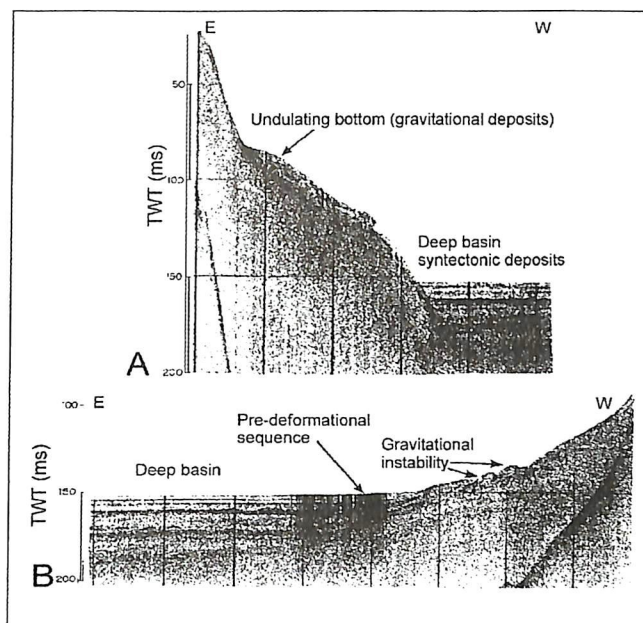 E
W
50
Undulating bottom (gravitational deposits)
100
TWT (ms)
Deep basin
syntectonic deposits
150
A
200
100-
E
W
Pre-deformational
sequence
Gravitational
instability
Deep basin
TWT (ms)
150
B
200